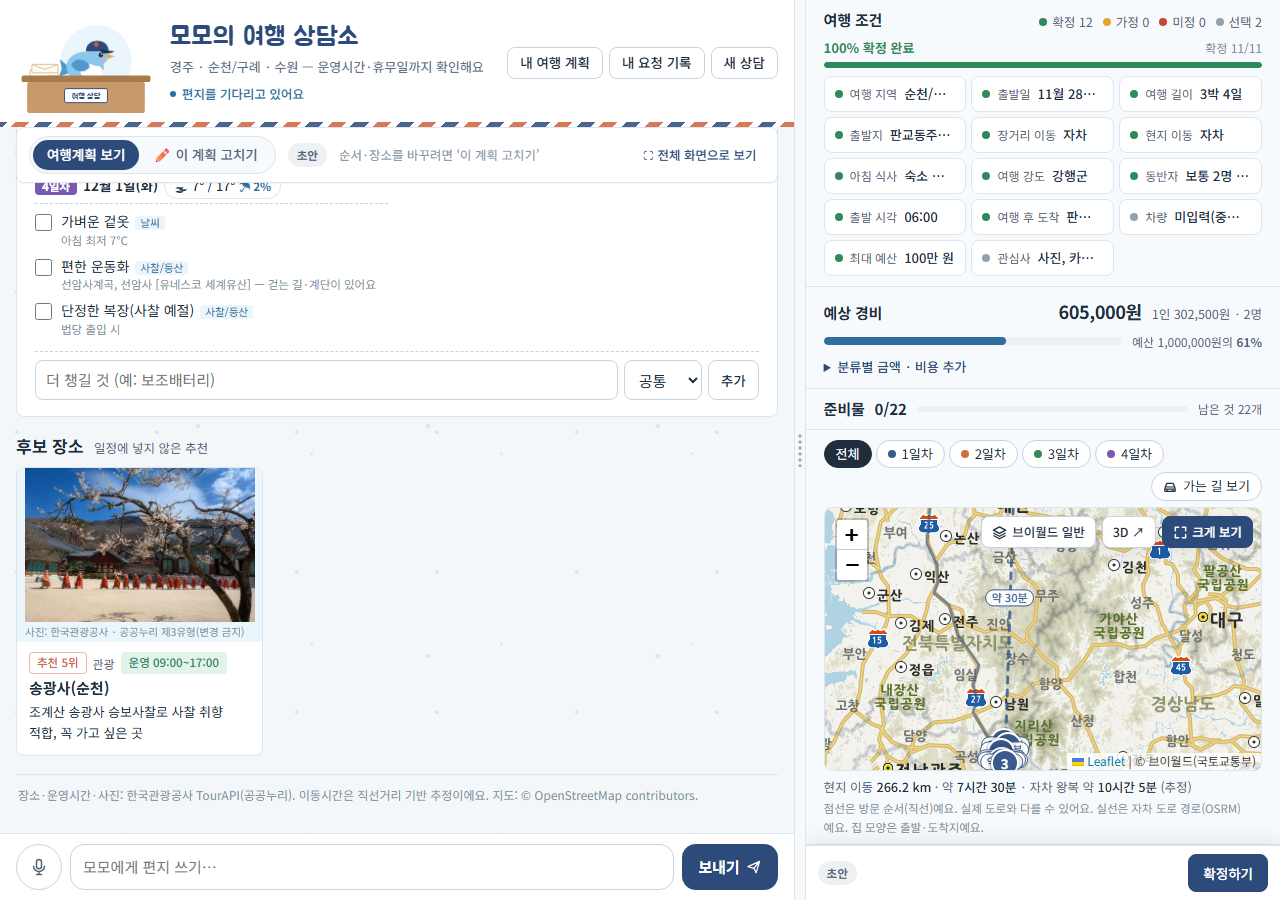 모모의 여행 상담소
경주 · 순천/구례 · 수원 — 운영시간·휴무일까지 확인해요
편지를 기다리고 있어요
여행 상담소
내 여행 계획
내 요청 기록
새 상담
여행계획 보기
이 계획 고치기
초안
순서·장소를 바꾸려면 ‘이 계획 고치기’
전체 화면으로 보기
4일차 12월 1일(화) 7° / 17° 2%
가벼운 겉옷 날씨
아침 최저 7°C
편한 운동화 사찰/등산
선암사계곡, 선암사 [유네스코 세계유산] — 걷는 길·계단이 있어요
단정한 복장(사찰 예절) 사찰/등산
법당 출입 시
더 챙길 것 (예: 보조배터리)
공통
추가
후보 장소 일정에 넣지 않은 추천
사진: 한국관광공사 · 공공누리 제3유형(변경 금지)
추천 5위 관광 운영 09:00~17:00
송광사(순천)
조계산 송광사 승보사찰로 사찰 취향
적합, 꼭 가고 싶은 곳
장소·운영시간·사진: 한국관광공사 TourAPI(공공누리). 이동시간은 직선거리 기반 추정이에요. 지도: © OpenStreetMap contributors.
모모에게 편지 쓰기…
보내기
여행 조건
확정 12 가정 0 미정 0 선택 2
100% 확정 완료
확정 11/11
여행 지역 순천/…
출발일 11월 28…
여행 길이 3박 4일
출발지 판교동주…
장거리 이동 자차
현지 이동 자차
아침 식사 숙소 …
여행 강도 강행군
동반자 보통 2명 …
출발 시각 06:00
여행 후 도착 판…
차량 미입력(중…
최대 예산 100만 원
관심사 사진, 카…
예상 경비
605,000원 1인 302,500원 · 2명
예산 1,000,000원의 61%
▶ 분류별 금액 · 비용 추가
준비물 0/22
남은 것 22개
전체
1일차
2일차
3일차
4일차
가는 길 보기
+
−
브이월드 일반
3D ↗
크게 보기
25
부여
논산
금산
1
김천
팔공산
국립공원
익산
군산
약 30분
무주
성주
가야산
국립공원
대구
김제
전주
진안
15
전북특별자치도
달성
부안
장수
청도
정읍
임실
합천
45
함양
내장산
국립공원
27
고창
남원
경상남도
산청
지리산
담양
곡성
함안
3
Leaflet | © 브이월드(국토교통부)
현지 이동 266.2 km · 약 7시간 30분 · 자차 왕복 약 10시간 5분 (추정)
점선은 방문 순서(직선)예요. 실제 도로와 다를 수 있어요. 실선은 자차 도로 경로(OSRM)
예요. 집 모양은 출발·도착지예요.
초안
확정하기